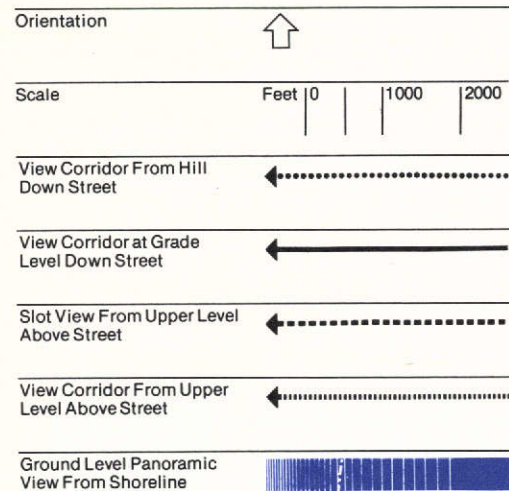 Orientation
Scale
Feet 0 1000 2000
View Corridor From Hill
Down Street
View Corridor at Grade
Level Down Street
Slot View From Upper Level
Above Street
View Corridor From Upper
Level Above Street
Ground Level Panoramic
View From Shoreline